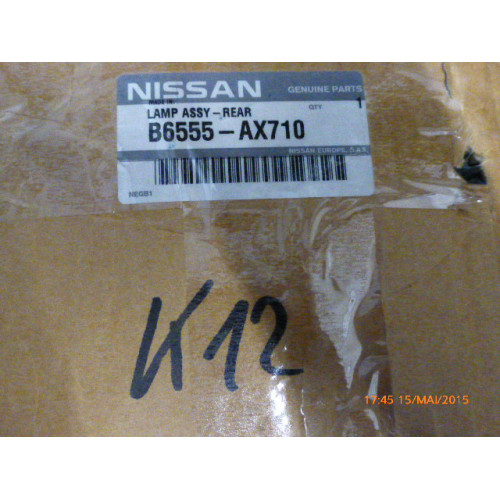 NISSAN GENUINE PARTS
MADE IN:
LAMP ASSY-REAR QTY 1
B6555-AX710
NISSAN EUROPE, S.A.S.
HEGR1
K12
17:45 15/MAI/2015